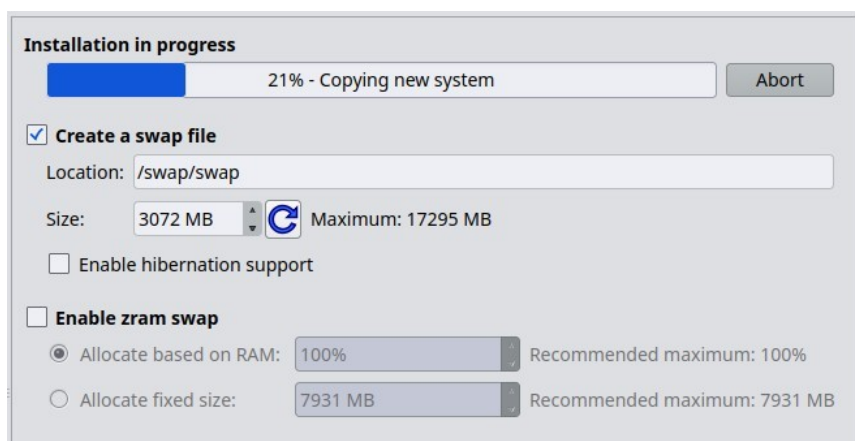 Installation in progress
21% - Copying new system Abort
Create a swap file
Location: /swap/swap
Size: 3072 MB Maximum: 17295 MB
Enable hibernation support
Enable zram swap
Allocate based on RAM: 100% Recommended maximum: 100%
Allocate fixed size: 7931 MB Recommended maximum: 7931 MB